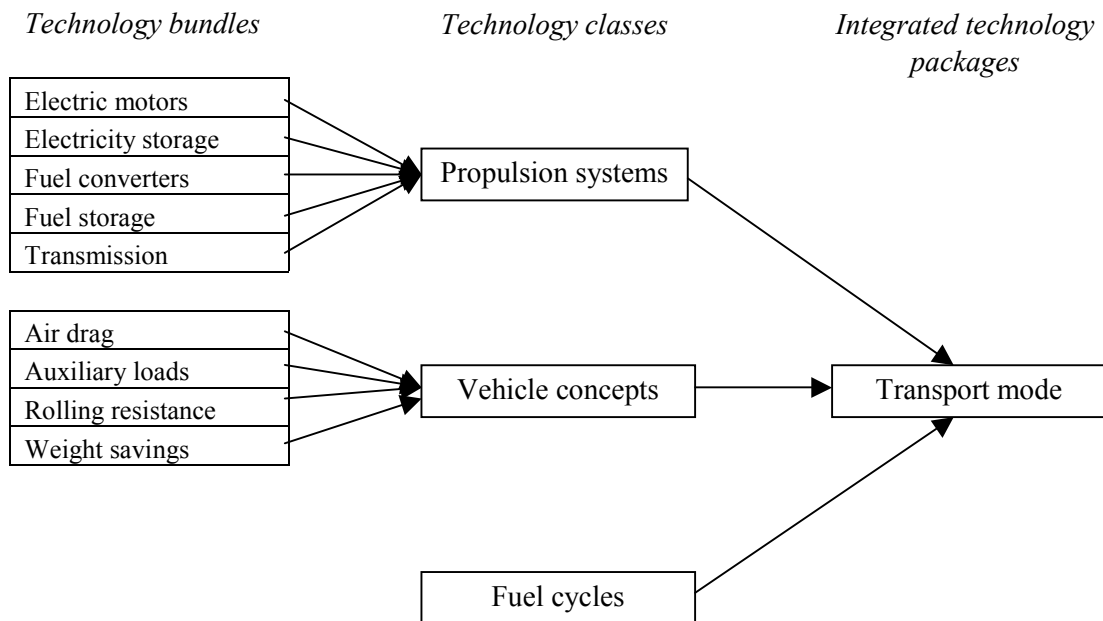 Technology bundles
Technology classes
Integrated technology
packages
Electric motors
Electricity storage
Fuel converters
Fuel storage
Transmission
Propulsion systems
Air drag
Auxiliary loads
Rolling resistance
Weight savings
Vehicle concepts
Transport mode
Fuel cycles